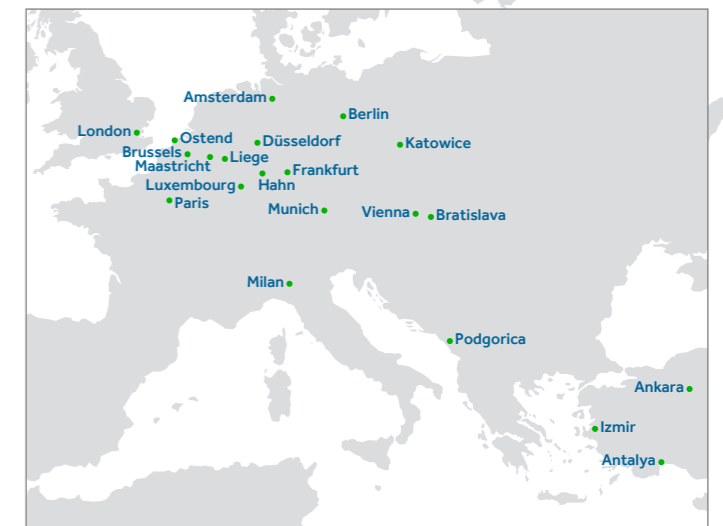 Amsterdam
Berlin
London
Ostend
Düsseldorf
Katowice
Brussels
Liege
Maastricht
Frankfurt
Hahn
Luxembourg
Paris
Munich
Vienna
Bratislava
Milan
Podgorica
Ankara
Izmir
Antalya